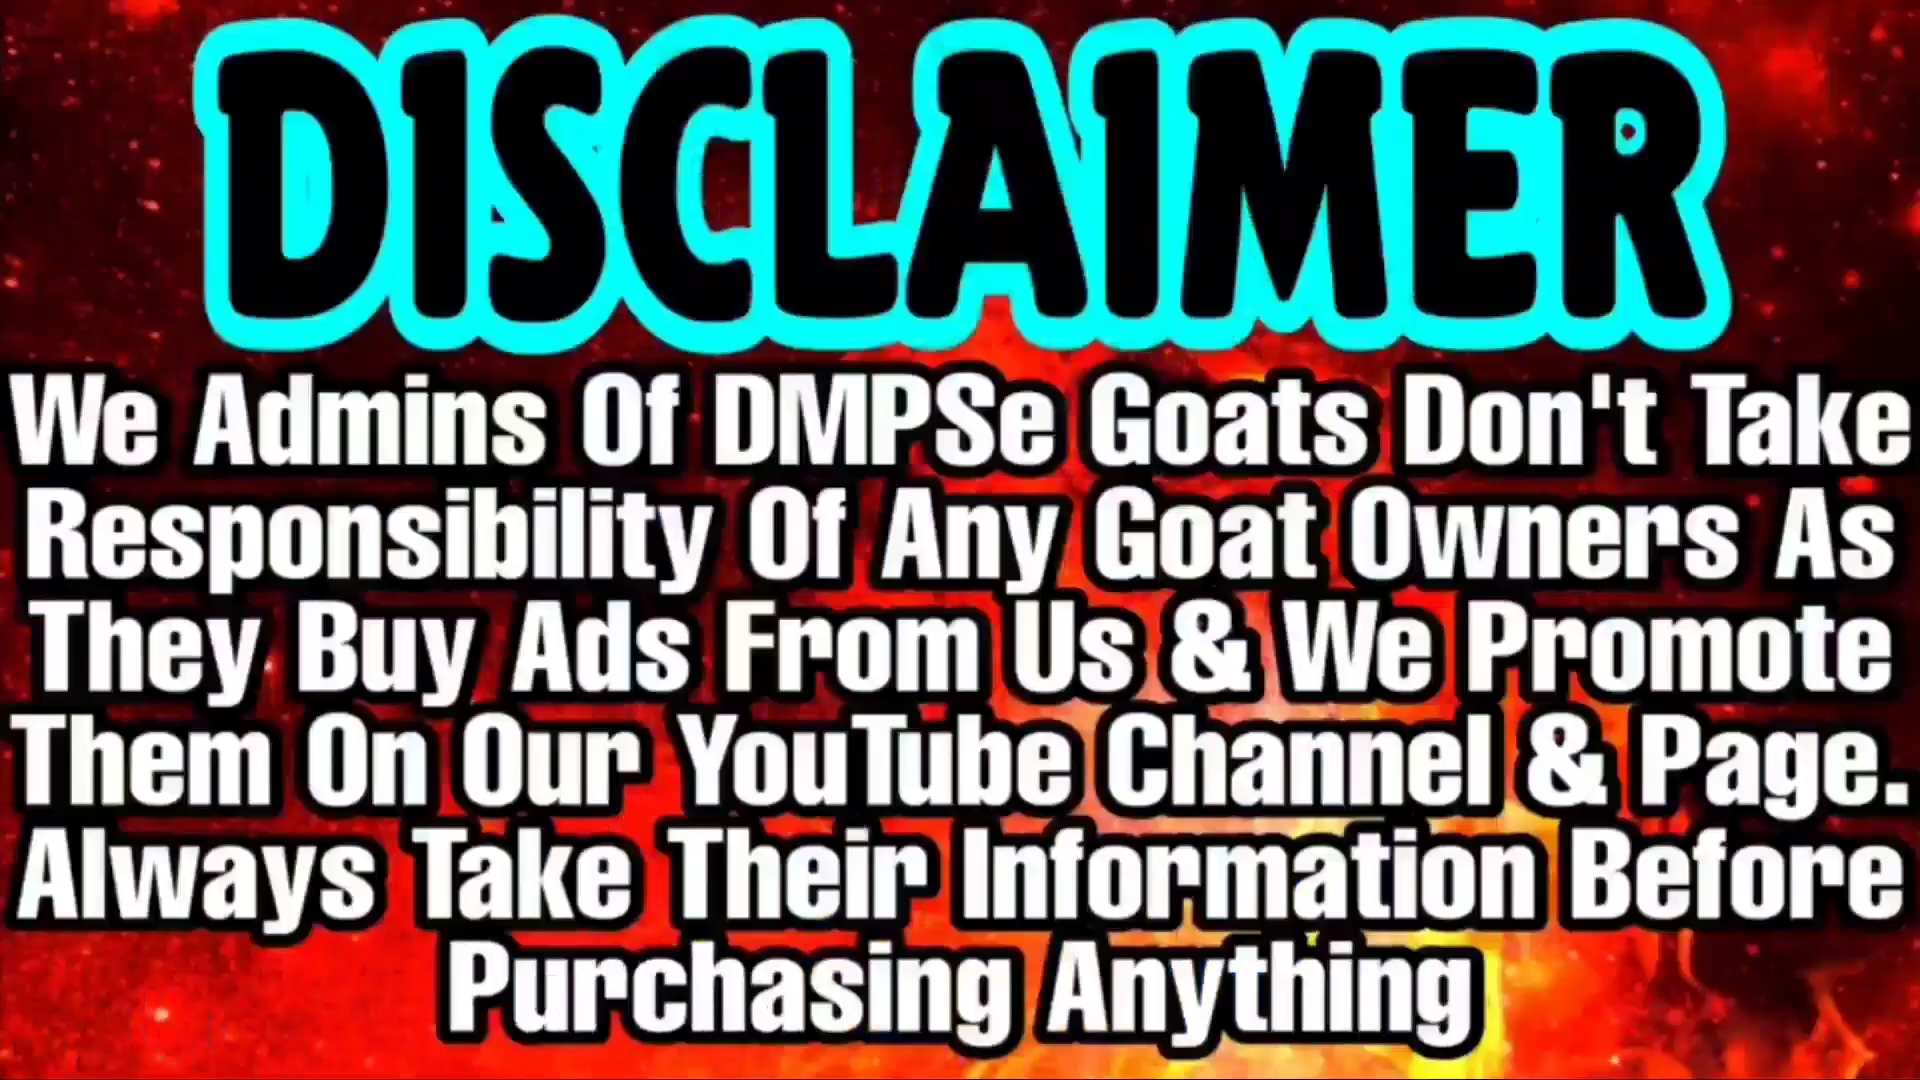 DISCLAIMER
We Admins Of DMPSe Goats Don't Take
Responsibility Of Any Goat Owners As
They Buy Ads From Us & We Promote
Them On Our YouTube Channel & Page.
Always Take Their Information Before
Purchasing Anything